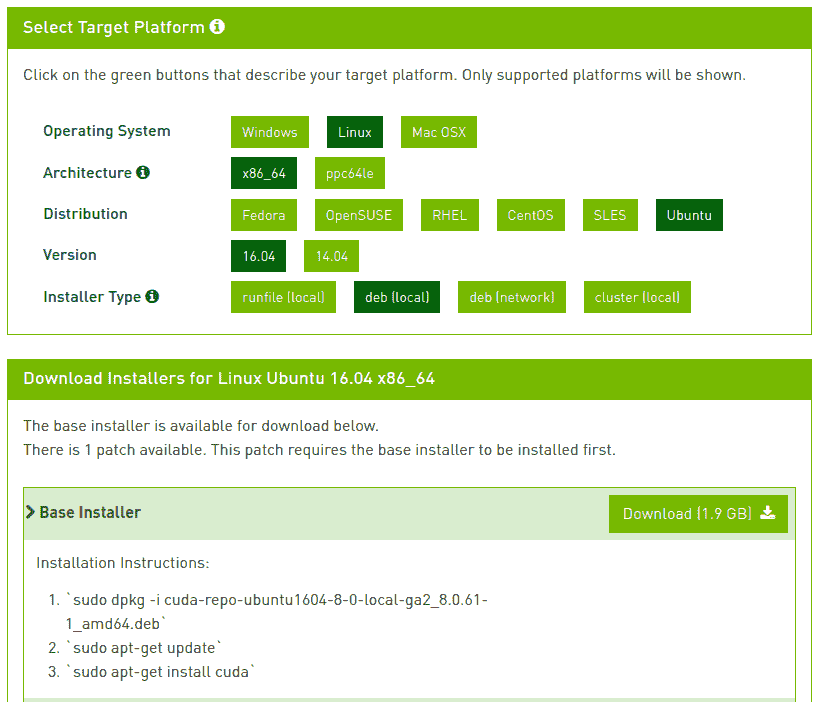 Select Target Platform
Click on the green buttons that describe your target platform. Only supported platforms will be shown.
Operating System Windows Linux Mac OSX
Architecture x86_64 ppc64le
Distribution Fedora OpenSUSE RHEL CentOS SLES Ubuntu
Version 16.04 14.04
Installer Type runfile (local) deb (local) deb (network) cluster (local)
Download Installers for Linux Ubuntu 16.04 x86_64
The base installer is available for download below.
There is 1 patch available. This patch requires the base installer to be installed first.
Base Installer Download (1.9 GB)
Installation Instructions:
1. `sudo dpkg -i cuda-repo-ubuntu1604-8-0-local-ga2_8.0.61-
1_amd64.deb`
2. `sudo apt-get update`
3. `sudo apt-get install cuda`